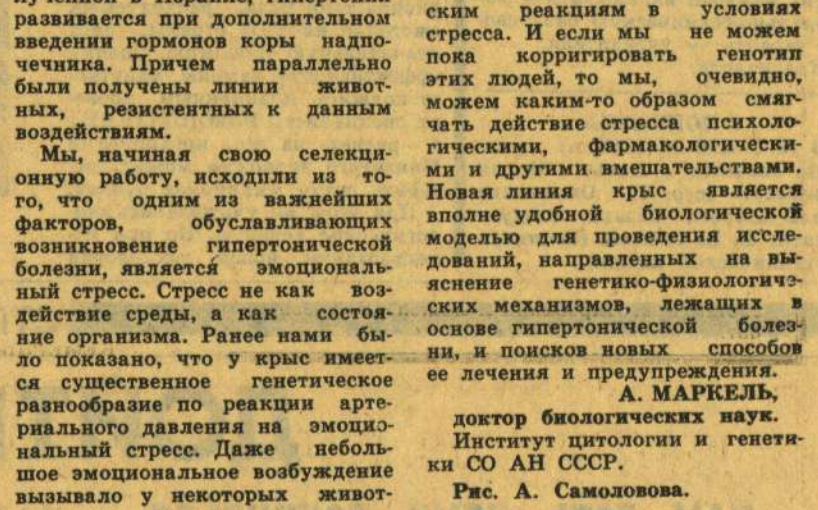 развивается при дополнительном
введении гормонов коры надпо-
чечника. Причем параллельно
были получены линии живот-
ных, резистентных к данным
воздействиям.
Мы, начиная свою селекци-
онную работу, исходили из то-
го, что одним из важнейших
факторов, обуславливающих
возникновение гипертонической
болезни, является эмоциональ-
ный стресс. Стресс не как воз-
действие среды, а как состоя-
ние организма. Ранее нами бы-
ло показано, что у крыс имеет-
ся существенное генетическое
разнообразие по реакции арте-
риального давления на эмоцио-
нальный стресс. Даже неболь-
шое эмоциональное возбуждение
вызывало у некоторых живот-
ским реакциям в условиях
стресса. И если мы не можем
пока корригировать генотип
этих людей, то мы, очевидно,
можем каким-то образом смяг-
чать действие стресса психоло-
гическими, фармакологически-
ми и другими вмешательствами.
Новая линия крыс является
вполне удобной биологической
моделью для проведения иссле-
дований, направленных на вы-
яснение генетико-физиологиче-
ских механизмов, лежащих в
основе гипертонической болез-
ни, и поисков новых способов
ее лечения и предупреждения.
А. МАРКЕЛЬ,
доктор биологических наук.
Институт цитологии и генети-
ки СО АН СССР.
Рис. А. Самоловова.